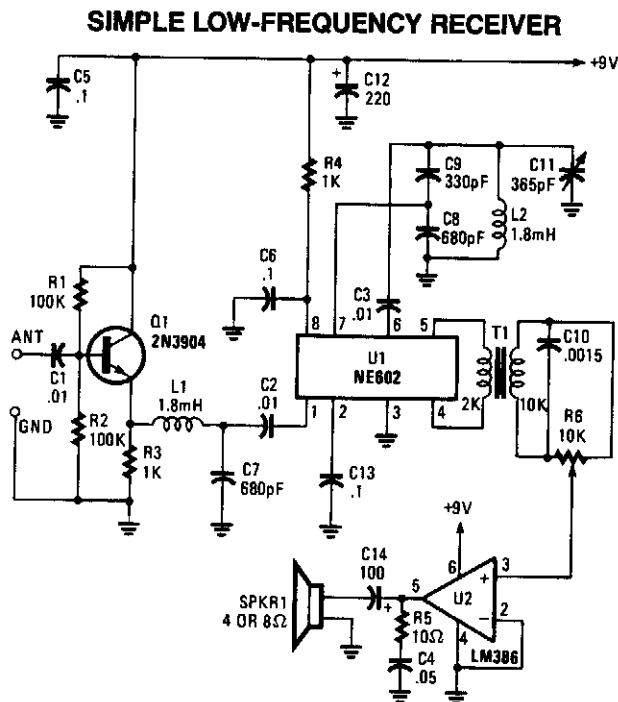 SIMPLE LOW-FREQUENCY RECEIVER
+9V
C5
.1
+
C12
220
R4
1K
C9
330pF
C11
365pF
C8
680pF
L2
1.8mH
C6
.1
R1
100K
Q1
2N3904
C3
.01
8
7
6
5
T1
C10
.0015
ANT
C1
.01
U1
NE602
L1
1.8mH
C2
.01
2K
10K
R6
10K
1
2
3
4
GND
R2
100K
R3
1K
C7
680pF
C13
.1
+9V
C14
100
6
3
+
SPKR1
4 OR 8Ω
5
+
U2
2
−
R5
10Ω
4
LM386
C4
.05